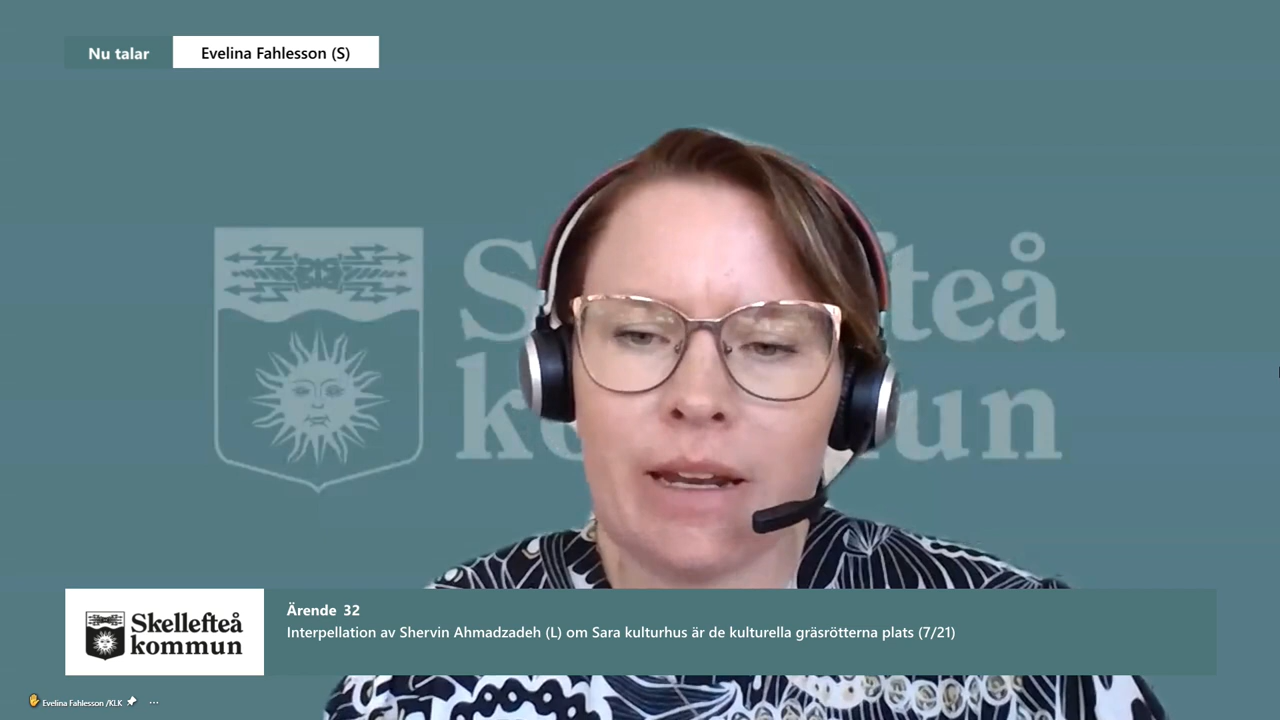 Nu talar
Evelina Fahlesson (S)
Skellefteå
kommun
Ärende 32
Interpellation av Shervin Ahmadzadeh (L) om Sara kulturhus är de kulturella gräsrötterna plats (7/21)
Skellefteå
kommun
Evelina Fahlesson /KLK